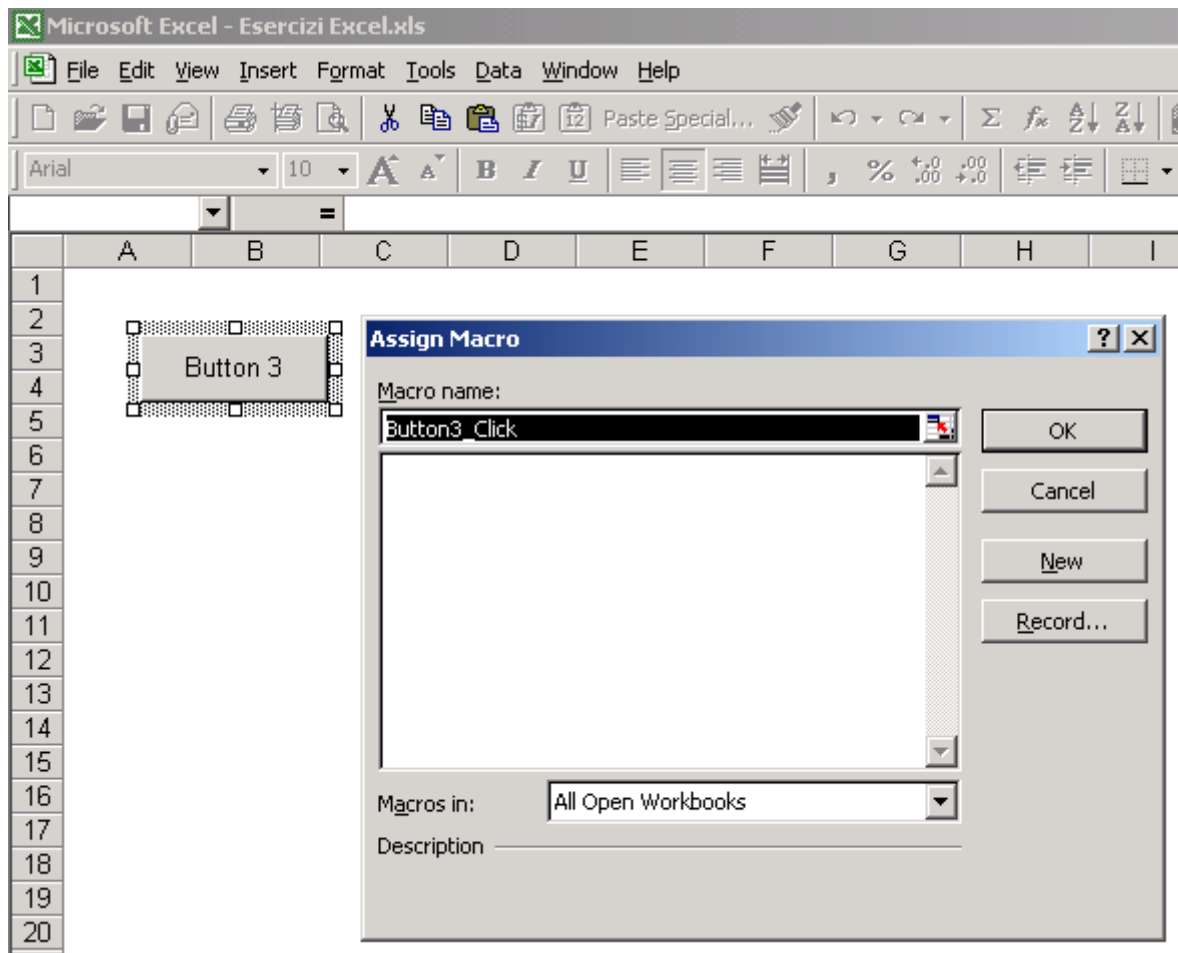 Microsoft Excel - Esercizi Excel.xls
File Edit View Insert Format Tools Data Window Help
Paste Special...
Arial 10 B I U , %
=
A B C D E F G H I
1
2
3
4
5
6
7
8
9
10
11
12
13
14
15
16
17
18
19
20
Button 3
Assign Macro
Macro name:
Button3_Click
OK
Cancel
New
Record...
Macros in: All Open Workbooks
Description